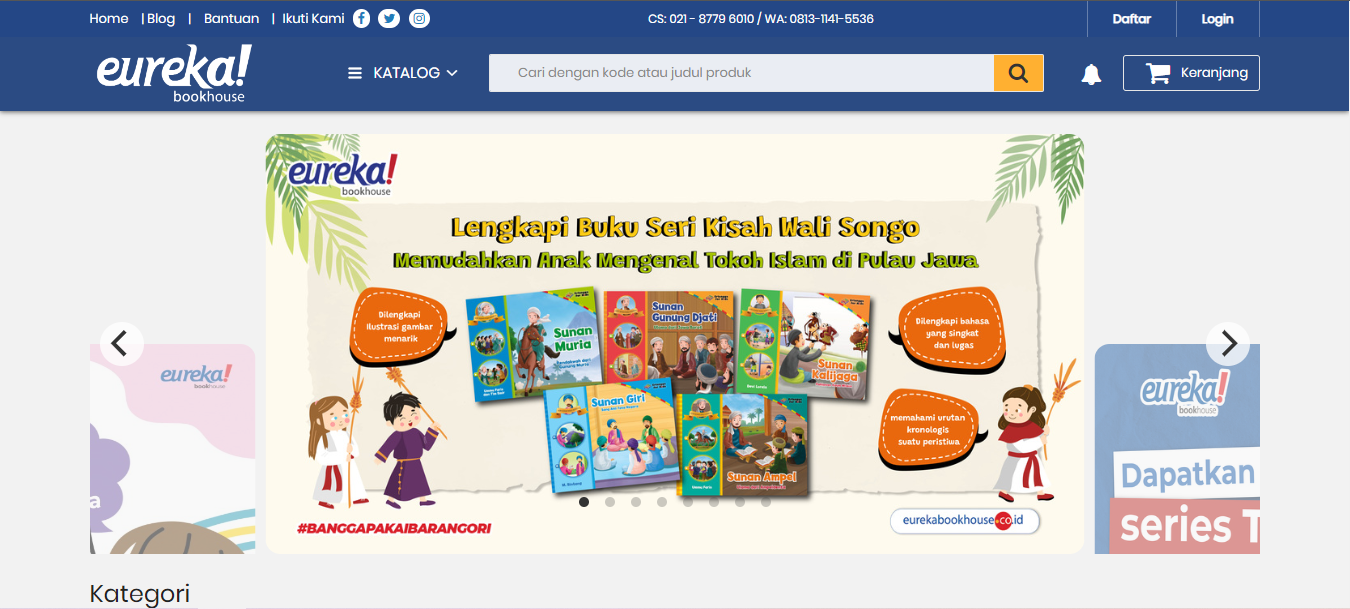 Home | Blog | Bantuan | Ikuti Kami
CS: 021 - 8779 6010 / WA: 0813-1141-5536
Daftar
Login
eureka!
bookhouse
KATALOG
Cari dengan kode atau judul produk
Keranjang
eureka!
bookhouse
Lengkapi Buku Seri Kisah Wali Songo
Memudahkan Anak Mengenal Tokoh Islam di Pulau Jawa
Dilengkapi
ilustrasi gambar
menarik
Sunan
Muria
Sunan
Gunung Djati
Sunan
Kalijaga
Dilengkapi bahasa
yang singkat
dan lugas
Sunan Giri
Sunan Ampel
memahami urutan
kronologis
suatu peristiwa
#BANGGAPAKAIBARANGORI
eurekabookhouse.co.id
eureka!
bookhouse
a
eureka!
bookhouse
Dapatkan
series T
Kategori